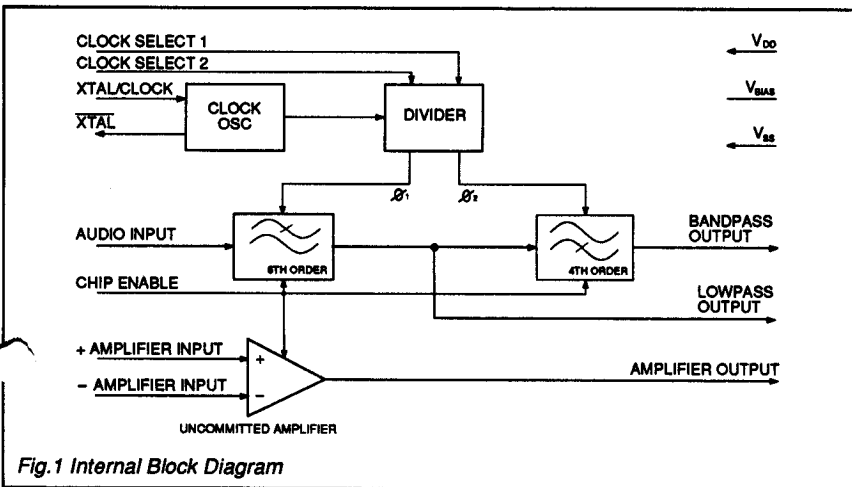 CLOCK SELECT 1
CLOCK SELECT 2
XTAL/CLOCK
XTAL
CLOCK
OSC
DIVIDER
VDD
VBIAS
VSS
Ø1
Ø2
AUDIO INPUT
6TH ORDER
4TH ORDER
BANDPASS
OUTPUT
CHIP ENABLE
LOWPASS
OUTPUT
+ AMPLIFIER INPUT
+
- AMPLIFIER INPUT
-
AMPLIFIER OUTPUT
UNCOMMITTED AMPLIFIER
Fig.1 Internal Block Diagram